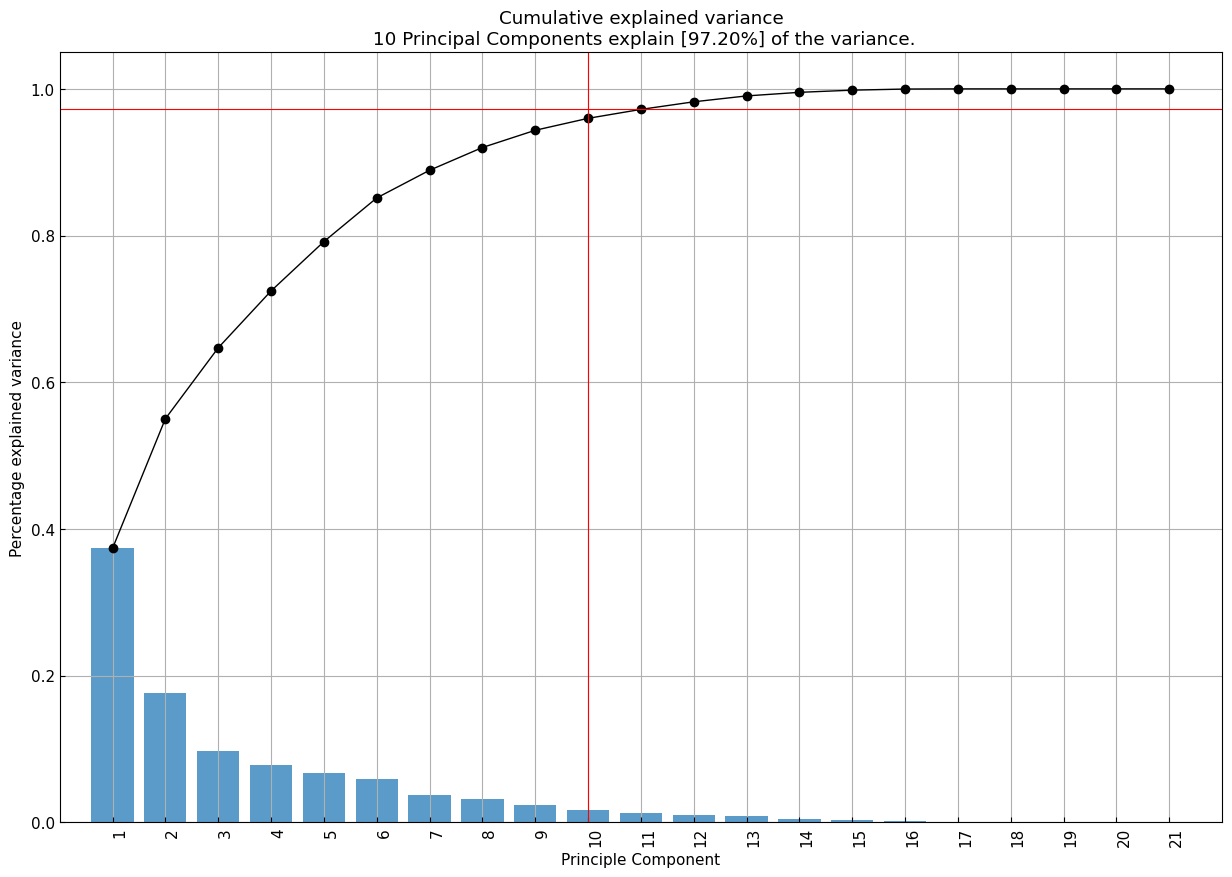 Cumulative explained variance
10 Principal Components explain [97.20%] of the variance.
Percentage explained variance
1.0
0.8
0.6
0.4
0.2
0.0
1 2 3 4 5 6 7 8 9 10 11 12 13 14 15 16 17 18 19 20 21
Principle Component